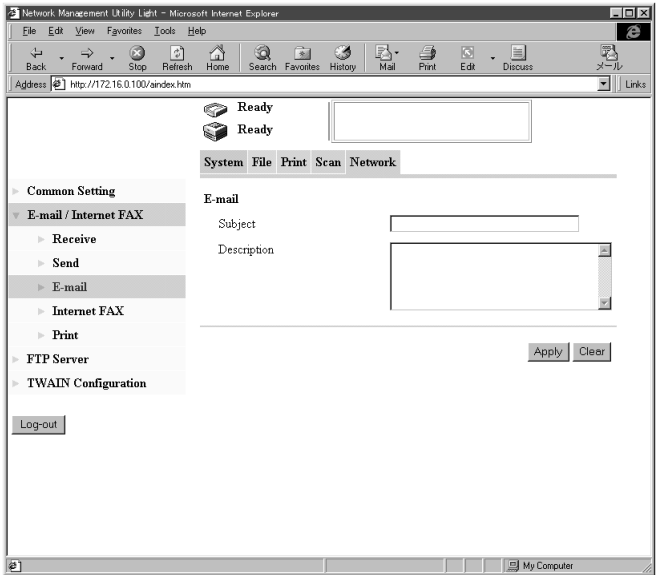 Network Management Utility Light - Microsoft Internet Explorer
File Edit View Favorites Tools Help
Back Forward Stop Refresh Home Search Favorites History Mail Print Edit Discuss メール
Address http://172.16.0.100/aindex.htm Links
Ready
Ready
System File Print Scan Network
Common Setting
E-mail / Internet FAX
Receive
Send
E-mail
Internet FAX
Print
FTP Server
TWAIN Configuration
Log-out
E-mail
Subject
Description
Apply Clear
My Computer